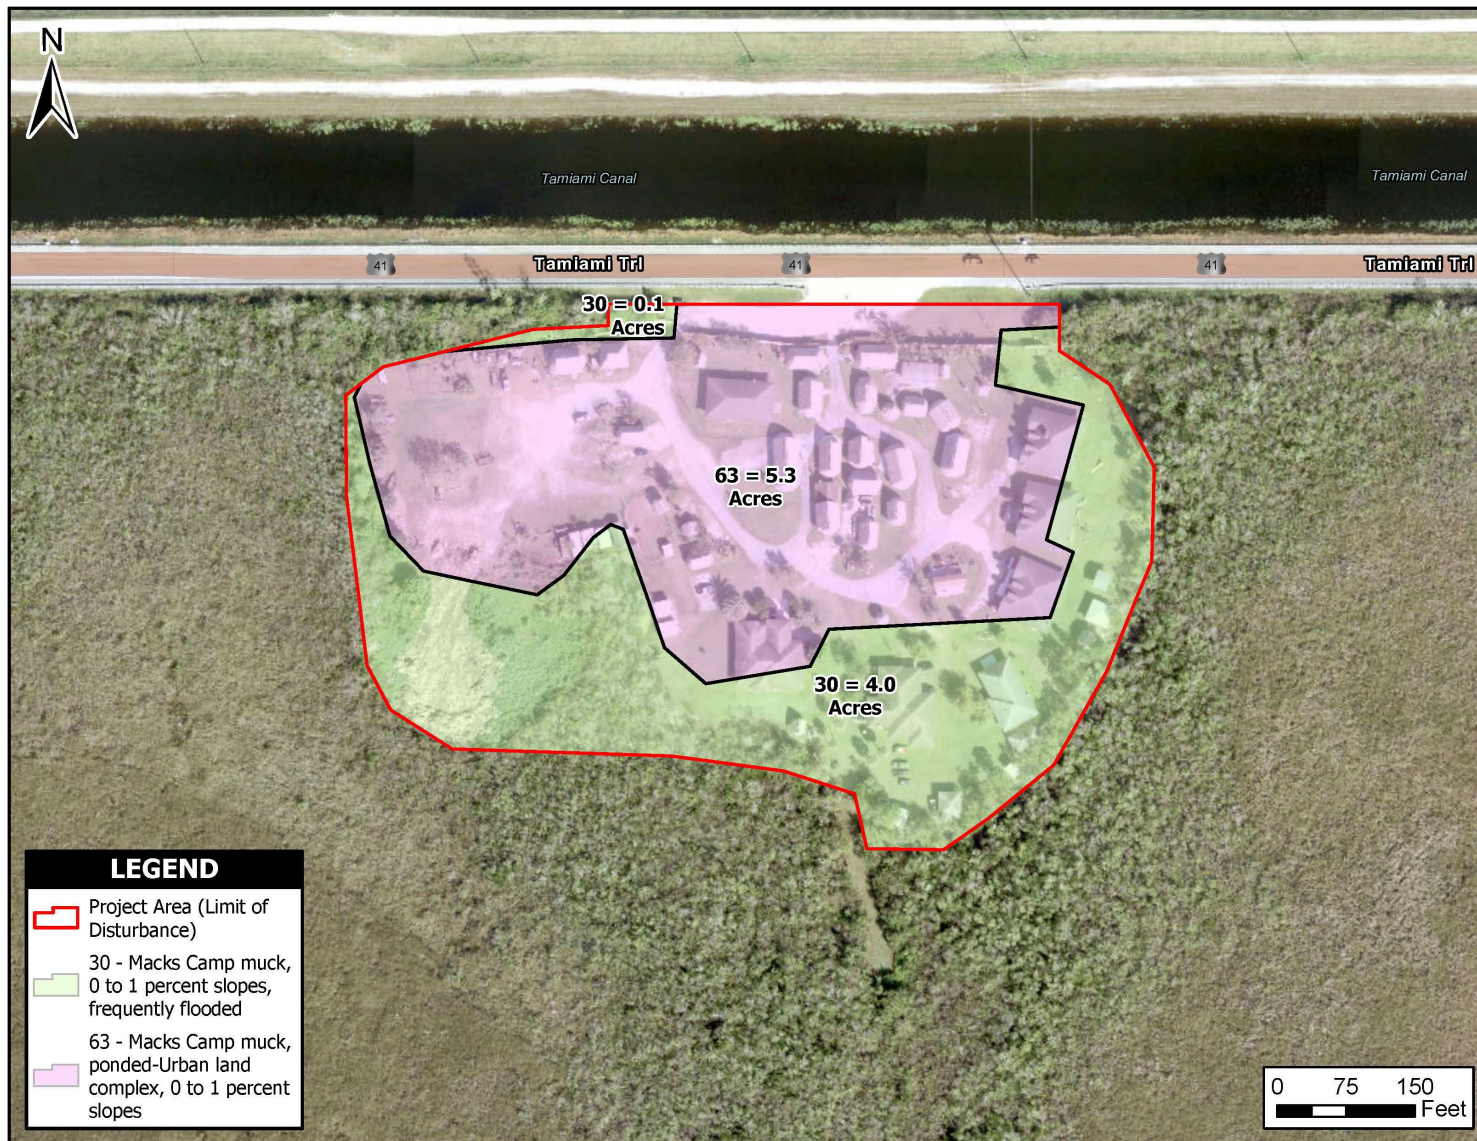 N
Tamiami Canal
Tamiami Canal
41
Tamiami Trl
41
41
Tamiami Trl
30 = 0.1
Acres
63 = 5.3
Acres
30 = 4.0
Acres
LEGEND
Project Area (Limit of
Disturbance)
30 - Macks Camp muck,
0 to 1 percent slopes,
frequently flooded
63 - Macks Camp muck,
ponded-Urban land
complex, 0 to 1 percent
slopes
0 75 150
Feet